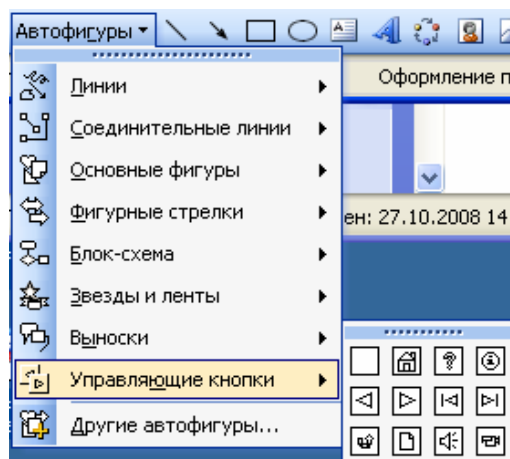 Автофигуры
Оформление п
Линии
Соединительные линии
Основные фигуры
Фигурные стрелки
ен: 27.10.2008 14
Блок-схема
Звезды и ленты
Выноски
Управляющие кнопки
Другие автофигуры...